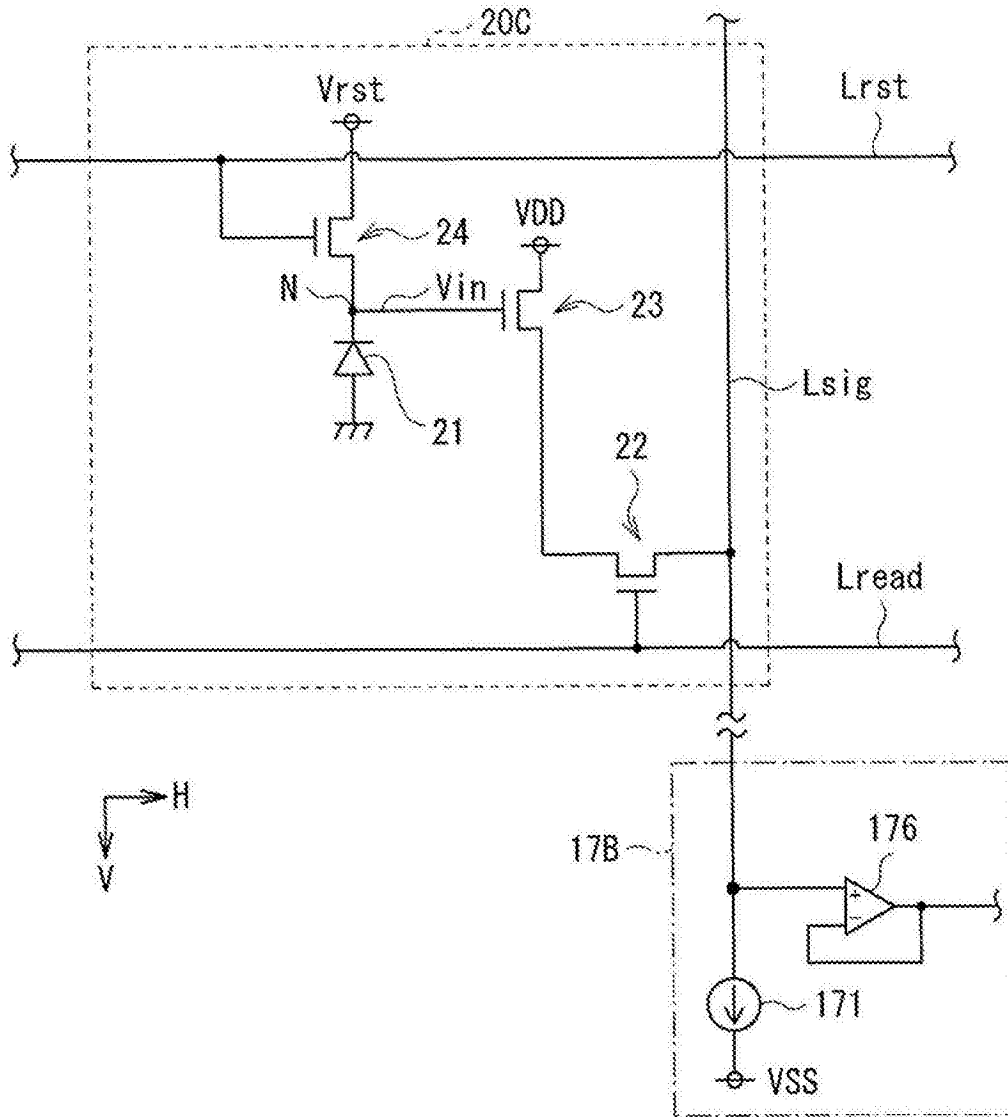 20C
Vrst
Lrst
VDD
24
N
Vin
23
Lsig
21
22
Lread
H
V
17B
176
+
−
171
VSS